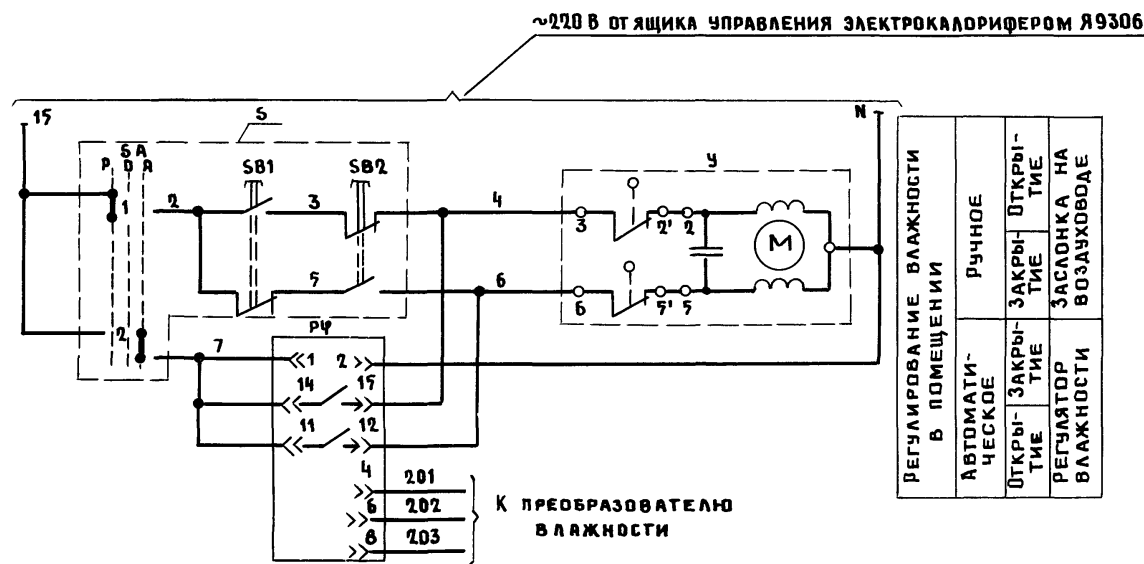 ~220 В ОТ ЯЩИКА УПРАВЛЕНИЯ ЭЛЕКТРОКАЛОРИФЕРОМ Я9306
15
S
N
SA
Р О А
SB1
SB2
У
1
2
3
4
3
2'
2
М
5
6
6
5'
5
2
7
Рφ
1
2
14
15
11
12
4
201
6
202
8
203
К ПРЕОБРАЗОВАТЕЛЮ
ВЛАЖНОСТИ
РЕГУЛИРОВАНИЕ ВЛАЖНОСТИ
В ПОМЕЩЕНИИ
АВТОМАТИ-
ЧЕСКОЕ
РУЧНОЕ
ОТКРЫ-
ТИЕ
ЗАКРЫ-
ТИЕ
ЗАКРЫ-
ТИЕ
ОТКРЫ-
ТИЕ
РЕГУЛЯТОР
ВЛАЖНОСТИ
ЗАСЛОНКА НА
ВОЗДУХОВОДЕ